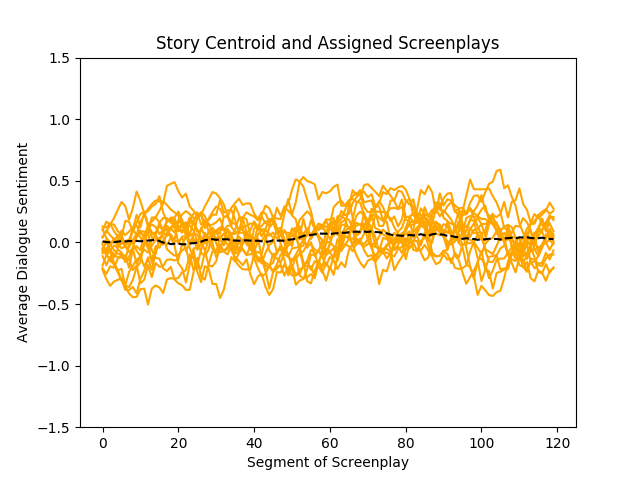 Story Centroid and Assigned Screenplays
1.5
1.0
0.5
0.0
−0.5
−1.0
−1.5
Average Dialogue Sentiment
0 20 40 60 80 100 120
Segment of Screenplay